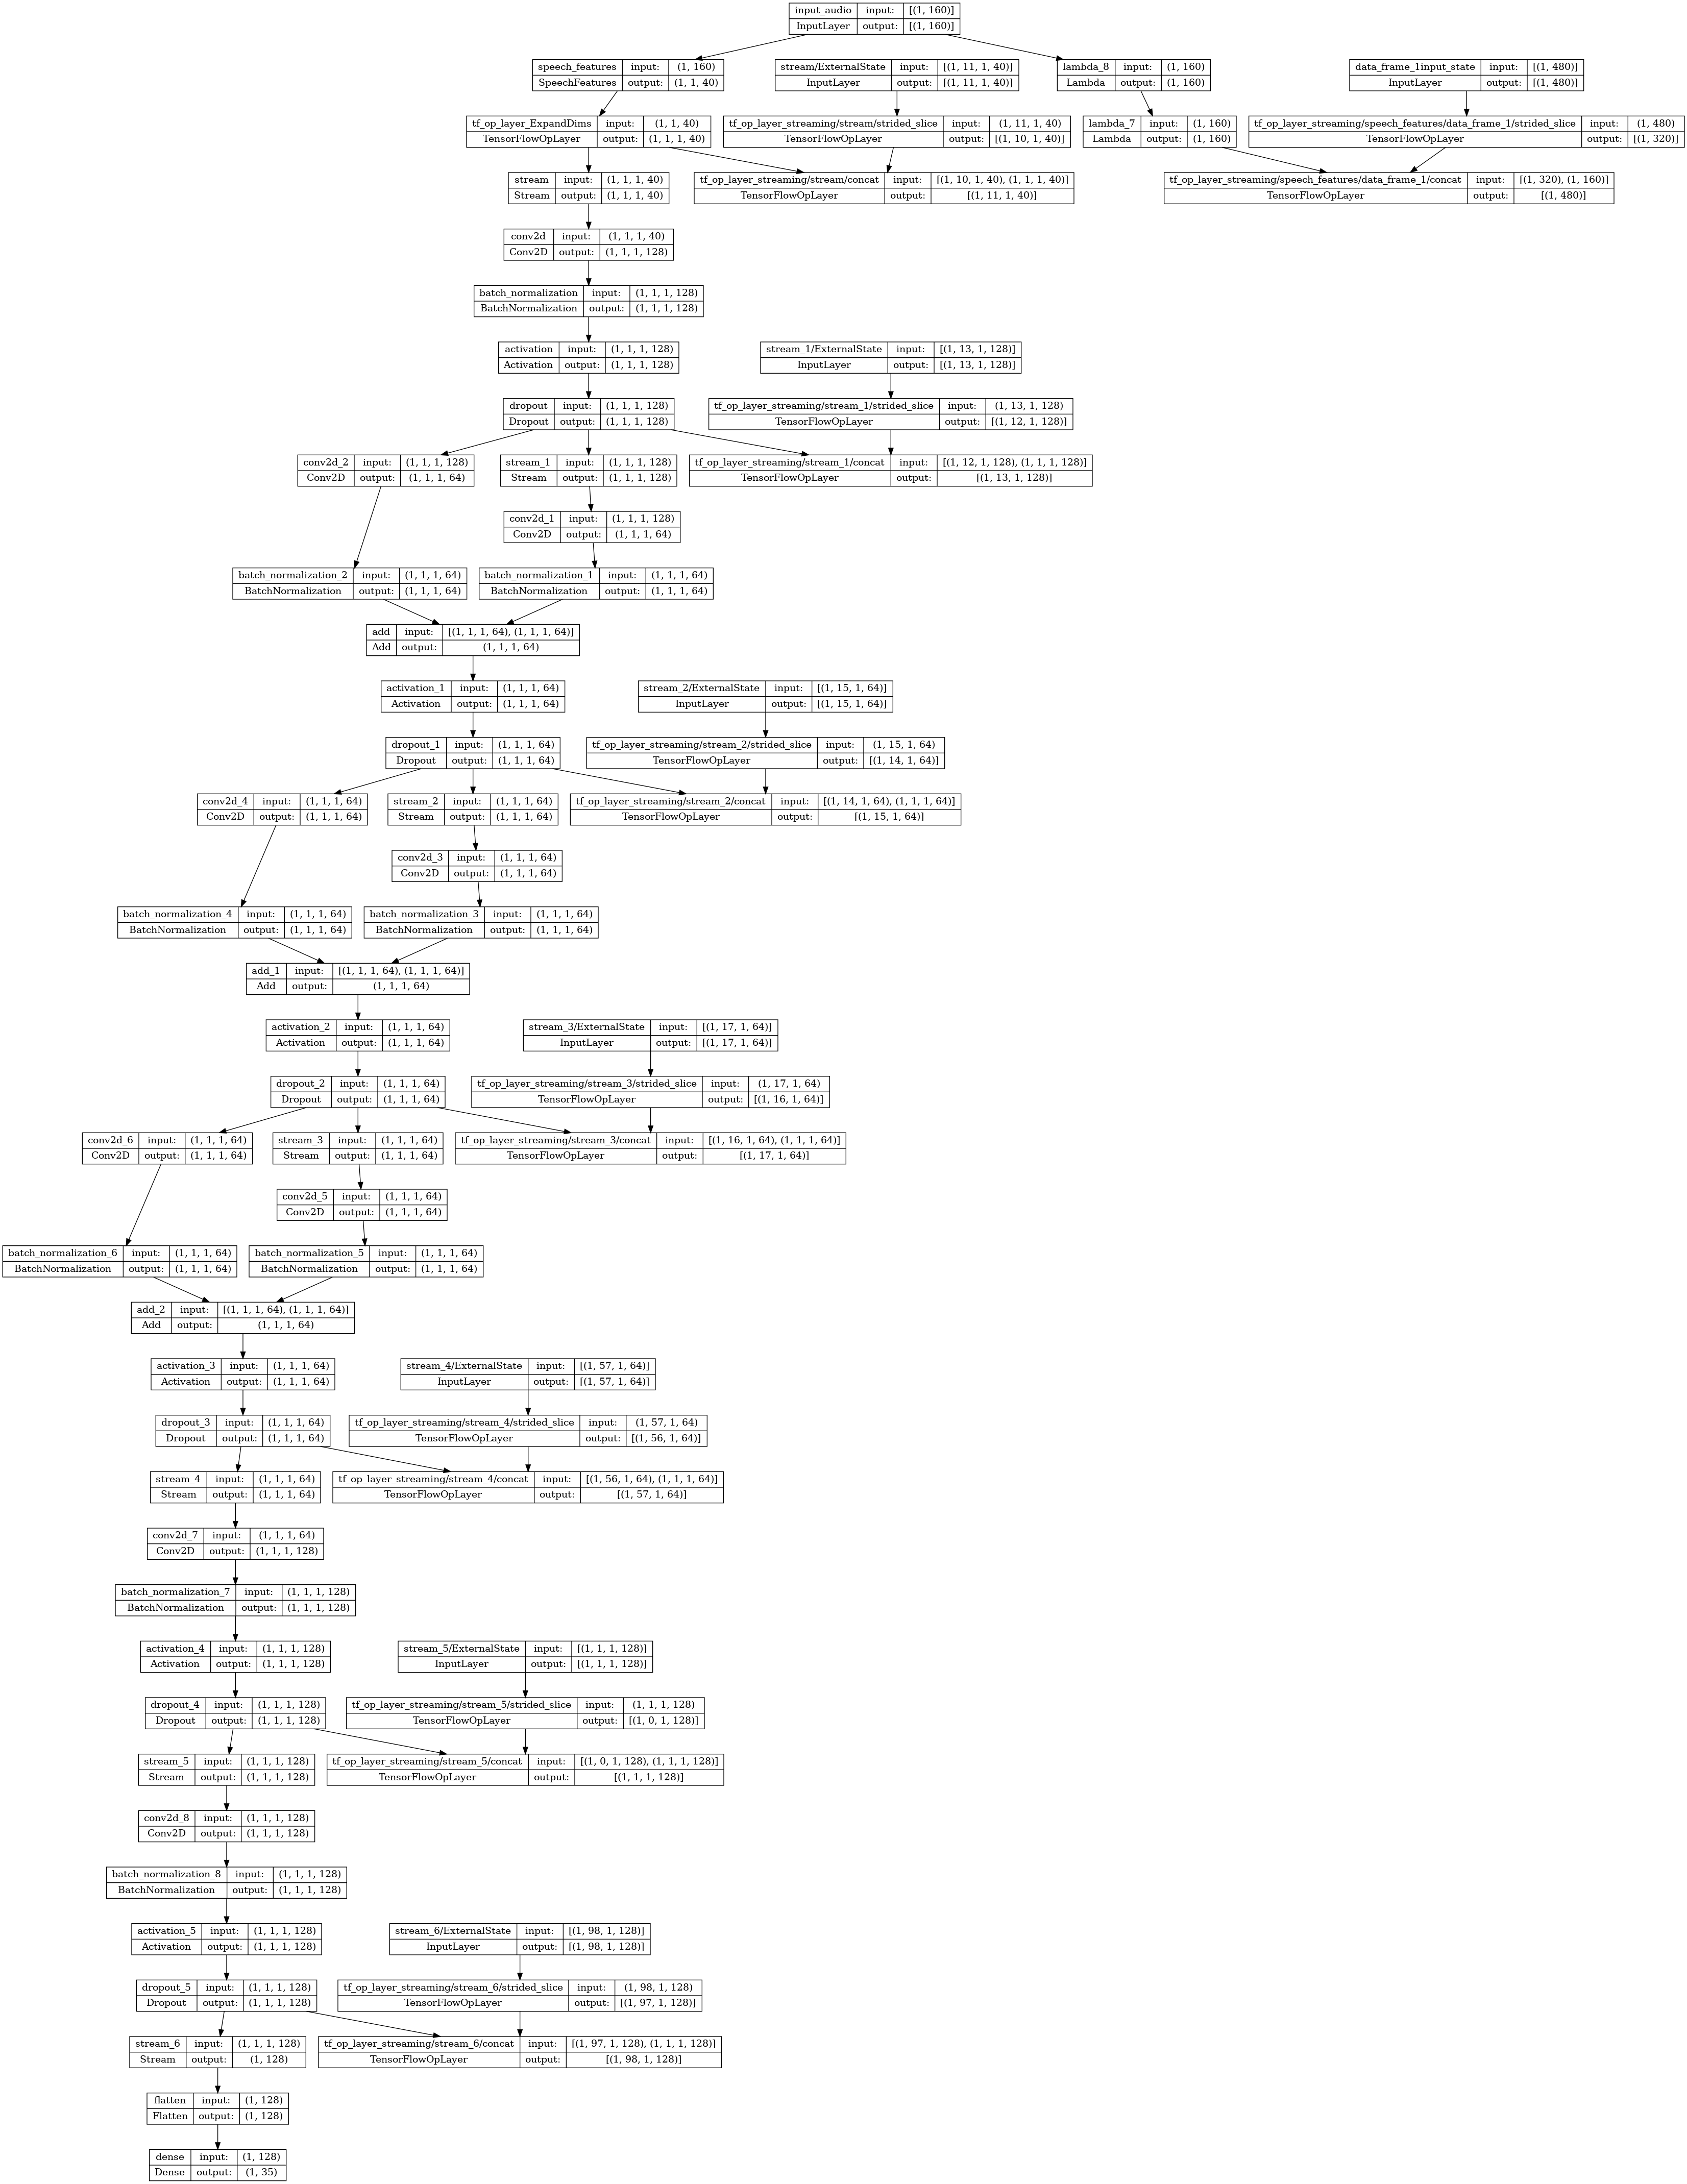 input_audio input: [(1, 160)]
InputLayer output: [(1, 160)]
speech_features input: (1, 160)
SpeechFeatures output: (1, 1, 40)
stream/ExternalState input: [(1, 11, 1, 40)]
InputLayer output: [(1, 11, 1, 40)]
lambda_8 input: (1, 160)
Lambda output: (1, 160)
data_frame_1input_state input: [(1, 480)]
InputLayer output: [(1, 480)]
tf_op_layer_ExpandDims input: (1, 1, 40)
TensorFlowOpLayer output: (1, 1, 1, 40)
tf_op_layer_streaming/stream/strided_slice input: (1, 11, 1, 40)
TensorFlowOpLayer output: [(1, 10, 1, 40)]
lambda_7 input: (1, 160)
Lambda output: (1, 160)
tf_op_layer_streaming/speech_features/data_frame_1/strided_slice input: (1, 480)
TensorFlowOpLayer output: [(1, 320)]
stream input: (1, 1, 1, 40)
Stream output: (1, 1, 1, 40)
tf_op_layer_streaming/stream/concat input: [(1, 10, 1, 40), (1, 1, 1, 40)]
TensorFlowOpLayer output: [(1, 11, 1, 40)]
tf_op_layer_streaming/speech_features/data_frame_1/concat input: [(1, 320), (1, 160)]
TensorFlowOpLayer output: [(1, 480)]
conv2d input: (1, 1, 1, 40)
Conv2D output: (1, 1, 1, 128)
batch_normalization input: (1, 1, 1, 128)
BatchNormalization output: (1, 1, 1, 128)
activation input: (1, 1, 1, 128)
Activation output: (1, 1, 1, 128)
stream_1/ExternalState input: [(1, 13, 1, 128)]
InputLayer output: [(1, 13, 1, 128)]
dropout input: (1, 1, 1, 128)
Dropout output: (1, 1, 1, 128)
tf_op_layer_streaming/stream_1/strided_slice input: (1, 13, 1, 128)
TensorFlowOpLayer output: [(1, 12, 1, 128)]
conv2d_2 input: (1, 1, 1, 128)
Conv2D output: (1, 1, 1, 64)
stream_1 input: (1, 1, 1, 128)
Stream output: (1, 1, 1, 128)
tf_op_layer_streaming/stream_1/concat input: [(1, 12, 1, 128), (1, 1, 1, 128)]
TensorFlowOpLayer output: [(1, 13, 1, 128)]
conv2d_1 input: (1, 1, 1, 128)
Conv2D output: (1, 1, 1, 64)
batch_normalization_2 input: (1, 1, 1, 64)
BatchNormalization output: (1, 1, 1, 64)
batch_normalization_1 input: (1, 1, 1, 64)
BatchNormalization output: (1, 1, 1, 64)
add input: [(1, 1, 1, 64), (1, 1, 1, 64)]
Add output: (1, 1, 1, 64)
activation_1 input: (1, 1, 1, 64)
Activation output: (1, 1, 1, 64)
stream_2/ExternalState input: [(1, 15, 1, 64)]
InputLayer output: [(1, 15, 1, 64)]
dropout_1 input: (1, 1, 1, 64)
Dropout output: (1, 1, 1, 64)
tf_op_layer_streaming/stream_2/strided_slice input: (1, 15, 1, 64)
TensorFlowOpLayer output: [(1, 14, 1, 64)]
conv2d_4 input: (1, 1, 1, 64)
Conv2D output: (1, 1, 1, 64)
stream_2 input: (1, 1, 1, 64)
Stream output: (1, 1, 1, 64)
tf_op_layer_streaming/stream_2/concat input: [(1, 14, 1, 64), (1, 1, 1, 64)]
TensorFlowOpLayer output: [(1, 15, 1, 64)]
conv2d_3 input: (1, 1, 1, 64)
Conv2D output: (1, 1, 1, 64)
batch_normalization_4 input: (1, 1, 1, 64)
BatchNormalization output: (1, 1, 1, 64)
batch_normalization_3 input: (1, 1, 1, 64)
BatchNormalization output: (1, 1, 1, 64)
add_1 input: [(1, 1, 1, 64), (1, 1, 1, 64)]
Add output: (1, 1, 1, 64)
activation_2 input: (1, 1, 1, 64)
Activation output: (1, 1, 1, 64)
stream_3/ExternalState input: [(1, 17, 1, 64)]
InputLayer output: [(1, 17, 1, 64)]
dropout_2 input: (1, 1, 1, 64)
Dropout output: (1, 1, 1, 64)
tf_op_layer_streaming/stream_3/strided_slice input: (1, 17, 1, 64)
TensorFlowOpLayer output: [(1, 16, 1, 64)]
conv2d_6 input: (1, 1, 1, 64)
Conv2D output: (1, 1, 1, 64)
stream_3 input: (1, 1, 1, 64)
Stream output: (1, 1, 1, 64)
tf_op_layer_streaming/stream_3/concat input: [(1, 16, 1, 64), (1, 1, 1, 64)]
TensorFlowOpLayer output: [(1, 17, 1, 64)]
conv2d_5 input: (1, 1, 1, 64)
Conv2D output: (1, 1, 1, 64)
batch_normalization_6 input: (1, 1, 1, 64)
BatchNormalization output: (1, 1, 1, 64)
batch_normalization_5 input: (1, 1, 1, 64)
BatchNormalization output: (1, 1, 1, 64)
add_2 input: [(1, 1, 1, 64), (1, 1, 1, 64)]
Add output: (1, 1, 1, 64)
activation_3 input: (1, 1, 1, 64)
Activation output: (1, 1, 1, 64)
stream_4/ExternalState input: [(1, 57, 1, 64)]
InputLayer output: [(1, 57, 1, 64)]
dropout_3 input: (1, 1, 1, 64)
Dropout output: (1, 1, 1, 64)
tf_op_layer_streaming/stream_4/strided_slice input: (1, 57, 1, 64)
TensorFlowOpLayer output: [(1, 56, 1, 64)]
stream_4 input: (1, 1, 1, 64)
Stream output: (1, 1, 1, 64)
tf_op_layer_streaming/stream_4/concat input: [(1, 56, 1, 64), (1, 1, 1, 64)]
TensorFlowOpLayer output: [(1, 57, 1, 64)]
conv2d_7 input: (1, 1, 1, 64)
Conv2D output: (1, 1, 1, 128)
batch_normalization_7 input: (1, 1, 1, 128)
BatchNormalization output: (1, 1, 1, 128)
activation_4 input: (1, 1, 1, 128)
Activation output: (1, 1, 1, 128)
stream_5/ExternalState input: [(1, 1, 1, 128)]
InputLayer output: [(1, 1, 1, 128)]
dropout_4 input: (1, 1, 1, 128)
Dropout output: (1, 1, 1, 128)
tf_op_layer_streaming/stream_5/strided_slice input: (1, 1, 1, 128)
TensorFlowOpLayer output: [(1, 0, 1, 128)]
stream_5 input: (1, 1, 1, 128)
Stream output: (1, 1, 1, 128)
tf_op_layer_streaming/stream_5/concat input: [(1, 0, 1, 128), (1, 1, 1, 128)]
TensorFlowOpLayer output: [(1, 1, 1, 128)]
conv2d_8 input: (1, 1, 1, 128)
Conv2D output: (1, 1, 1, 128)
batch_normalization_8 input: (1, 1, 1, 128)
BatchNormalization output: (1, 1, 1, 128)
activation_5 input: (1, 1, 1, 128)
Activation output: (1, 1, 1, 128)
stream_6/ExternalState input: [(1, 98, 1, 128)]
InputLayer output: [(1, 98, 1, 128)]
dropout_5 input: (1, 1, 1, 128)
Dropout output: (1, 1, 1, 128)
tf_op_layer_streaming/stream_6/strided_slice input: (1, 98, 1, 128)
TensorFlowOpLayer output: [(1, 97, 1, 128)]
stream_6 input: (1, 1, 1, 128)
Stream output: (1, 128)
tf_op_layer_streaming/stream_6/concat input: [(1, 97, 1, 128), (1, 1, 1, 128)]
TensorFlowOpLayer output: [(1, 98, 1, 128)]
flatten input: (1, 128)
Flatten output: (1, 128)
dense input: (1, 128)
Dense output: (1, 35)